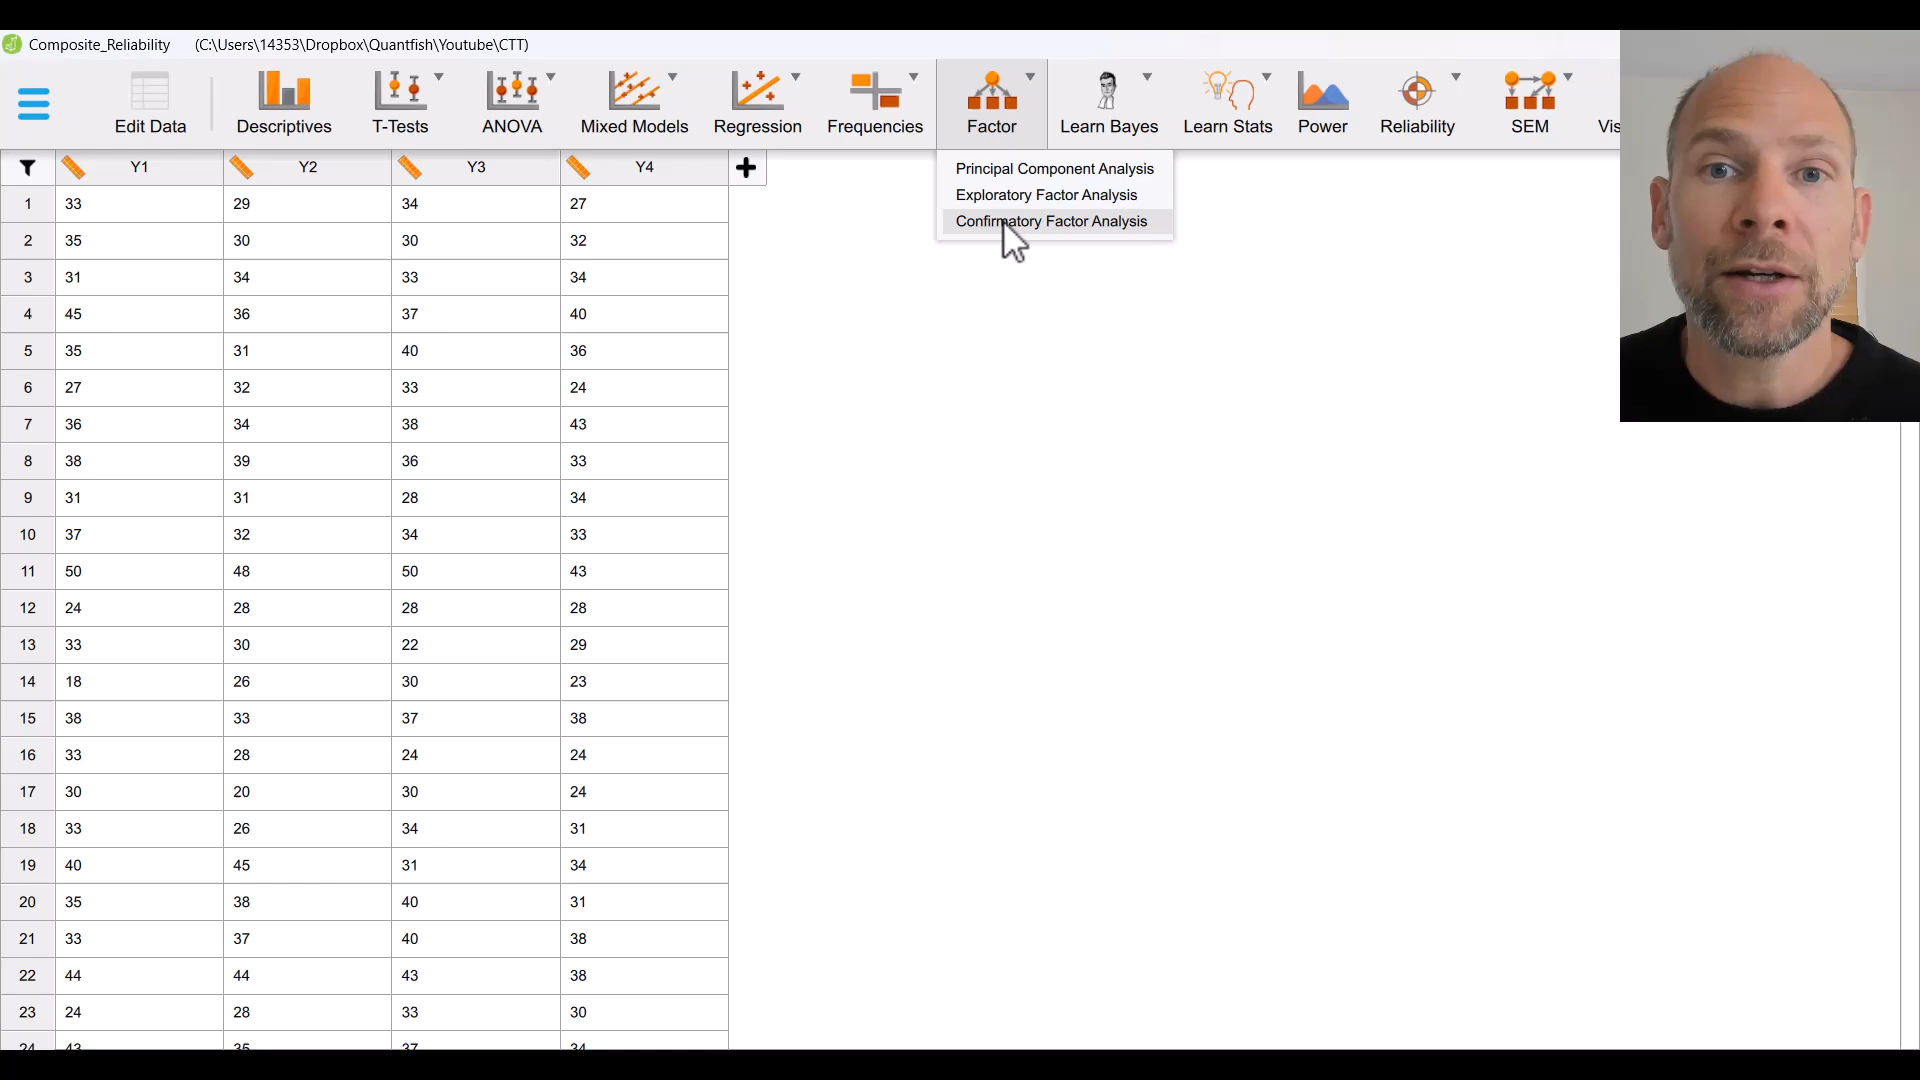 Composite_Reliability (C:\Users\14353\Dropbox\Quantfish\Youtube\CTT)
Edit Data Descriptives T-Tests ANOVA Mixed Models Regression Frequencies Factor Learn Bayes Learn Stats Power Reliability SEM Vis
Y1 Y2 Y3 Y4
Principal Component Analysis
Exploratory Factor Analysis
Confirmatory Factor Analysis
1 33 29 34 27
2 35 30 30 32
3 31 34 33 34
4 45 36 37 40
5 35 31 40 36
6 27 32 33 24
7 36 34 38 43
8 38 39 36 33
9 31 31 28 34
10 37 32 34 33
11 50 48 50 43
12 24 28 28 28
13 33 30 22 29
14 18 26 30 23
15 38 33 37 38
16 33 28 24 24
17 30 20 30 24
18 33 26 34 31
19 40 45 31 34
20 35 38 40 31
21 33 37 40 38
22 44 44 43 38
23 24 28 33 30
24 43 35 37 34